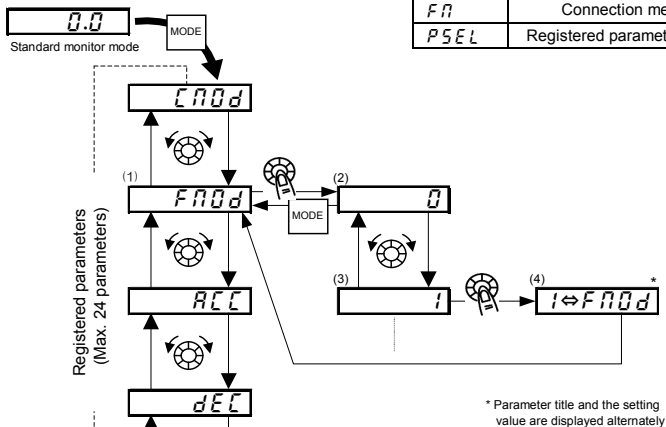 0.0
Standard monitor mode
MODE
F
Connection me
PSEL
Registered paramet
CMOd
(1)
FMOd
MODE
(2)
0
(3)
1
(4)
*
1⇔FMOd
ACC
dEC
Registered parameters
(Max. 24 parameters)
* Parameter title and the setting
value are displayed alternately